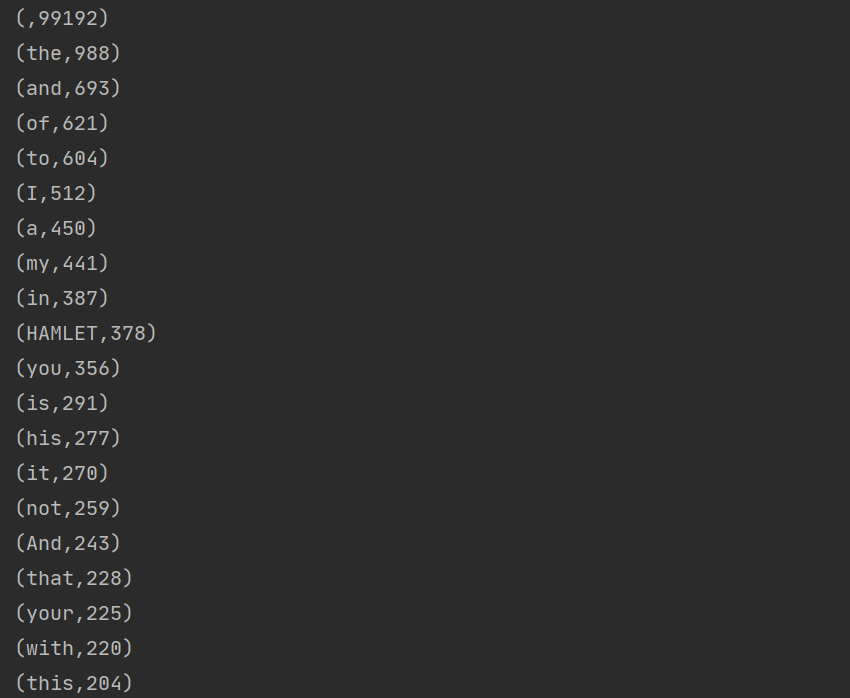 (,99192)
(the,988)
(and,693)
(of,621)
(to,604)
(I,512)
(a,450)
(my,441)
(in,387)
(HAMLET,378)
(you,356)
(is,291)
(his,277)
(it,270)
(not,259)
(And,243)
(that,228)
(your,225)
(with,220)
(this,204)